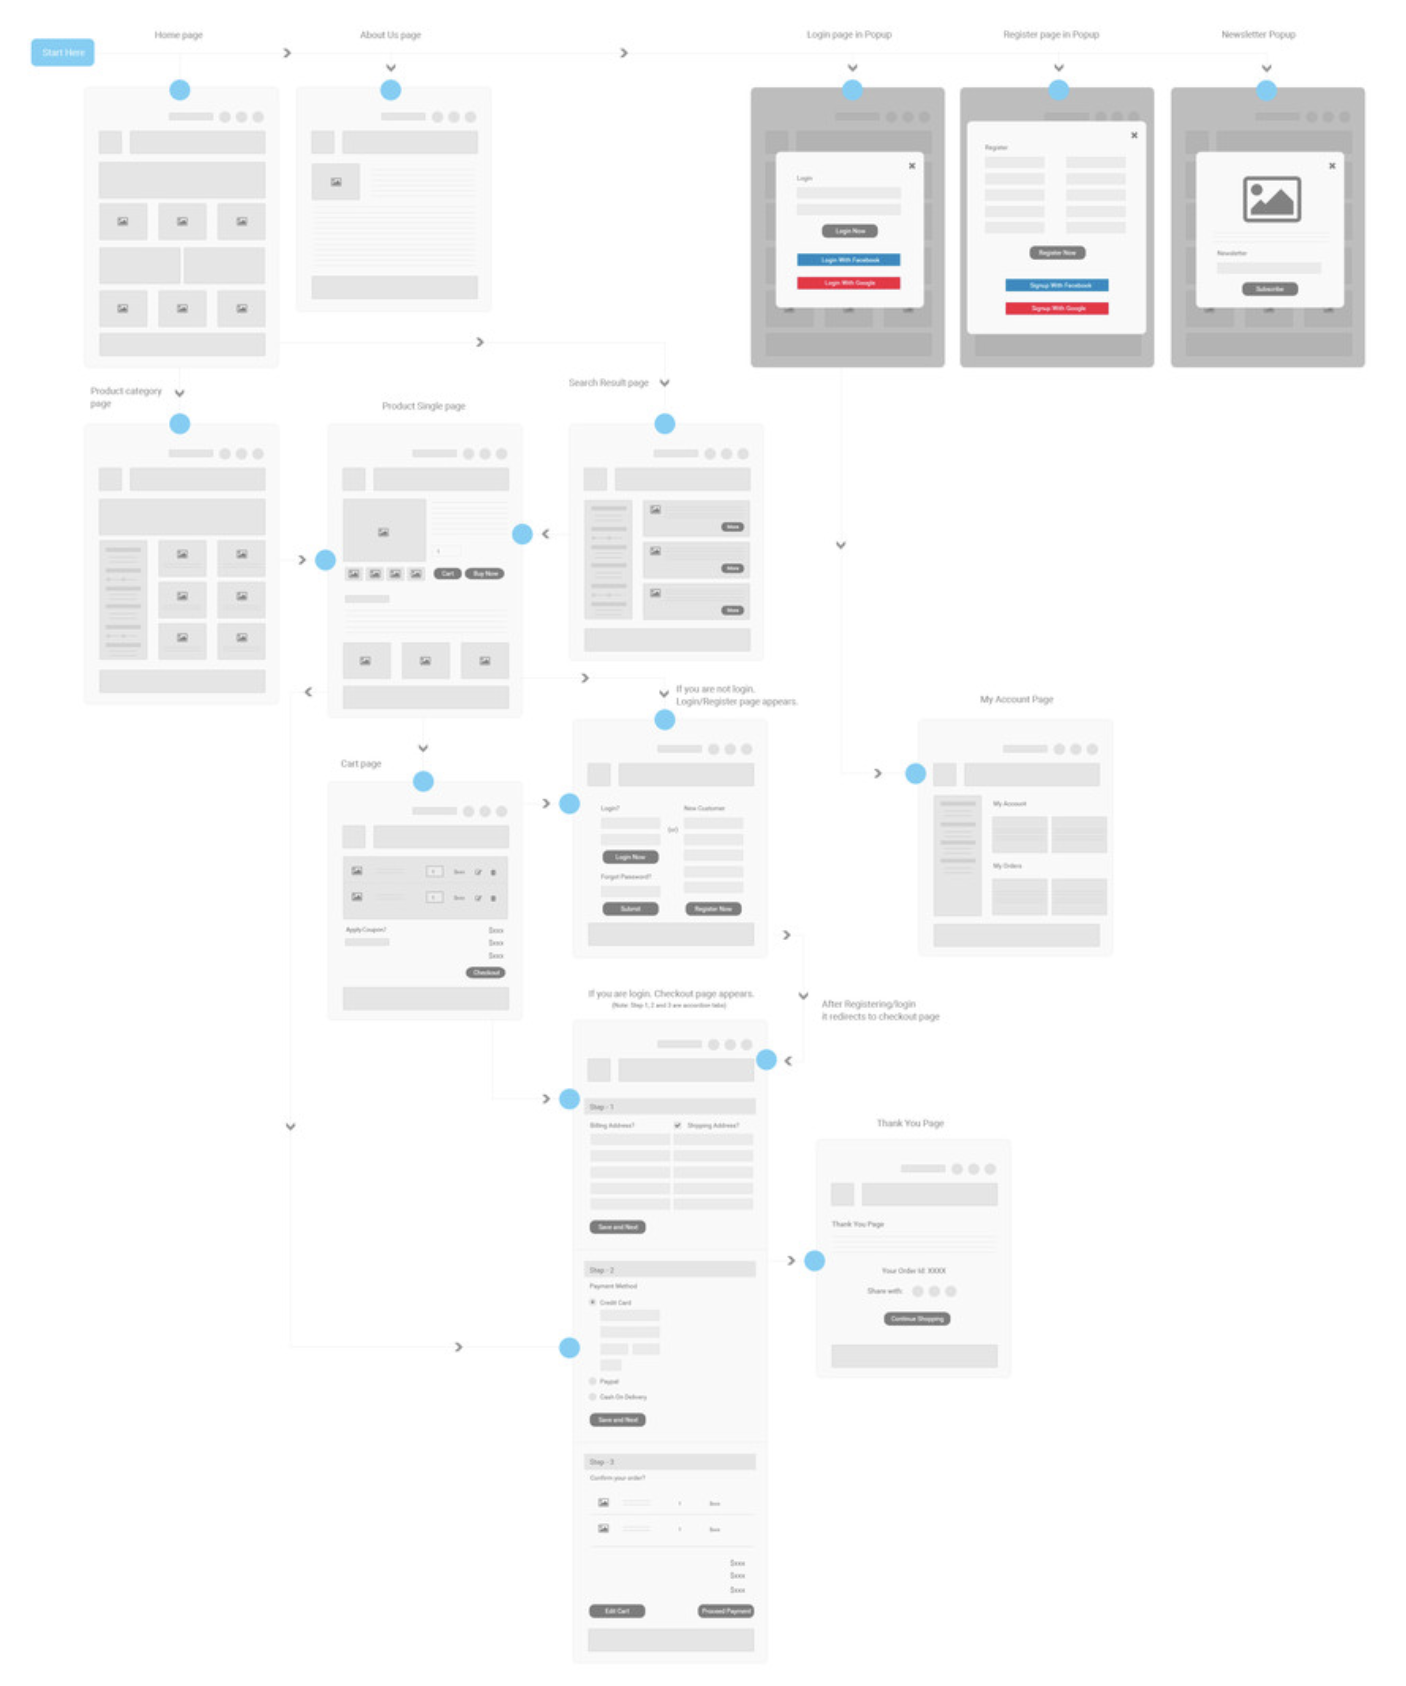 Start Here
Home page
About Us page
Login page in Popup
Register page in Popup
Newsletter Popup
Login
Login Now
Login With Facebook
Login With Google
Register
Register Now
Signup With Facebook
Signup With Google
Newsletter
Subscribe
Product category
page
Product Single page
Search Result page
Cart
Buy Now
If you are not login.
Login/Register page appears.
My Account Page
My Account
My Orders
Cart page
Apply Coupon?
$xxx
$xxx
$xxx
Checkout
Login?
New Customer
(or)
Login Now
Forgot Password?
Submit
Register Now
If you are login. Checkout page appears.
(Note: Step 1, 2 and 3 are accordion tabs)
After Registering/login
it redirects to checkout page
Step - 1
Billing Address?
Shipping Address?
Save and Next
Step - 2
Payment Method
Credit Card
Paypal
Cash On Delivery
Save and Next
Step - 3
Confirm your order?
1 $xxx
1 $xxx
$xxx
$xxx
$xxx
Edit Cart
Proceed Payment
Thank You Page
Thank You Page
Your Order Id: XXXX
Share with:
Continue Shopping